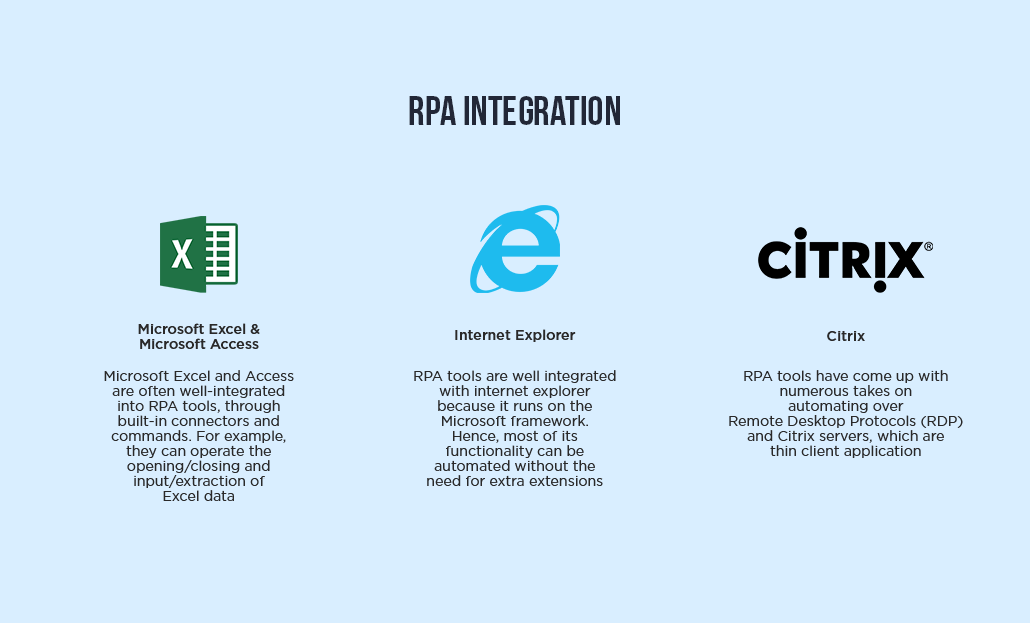 RPA INTEGRATION
X
Microsoft Excel &
Microsoft Access
Microsoft Excel and Access
are often well-integrated
into RPA tools, through
built-in connectors and
commands. For example,
they can operate the
opening/closing and
input/extraction of
Excel data
e
Internet Explorer
RPA tools are well integrated
with internet explorer
because it runs on the
Microsoft framework.
Hence, most of its
functionality can be
automated without the
need for extra extensions
CİTRIX®
Citrix
RPA tools have come up with
numerous takes on
automating over
Remote Desktop Protocols (RDP)
and Citrix servers, which are
thin client application